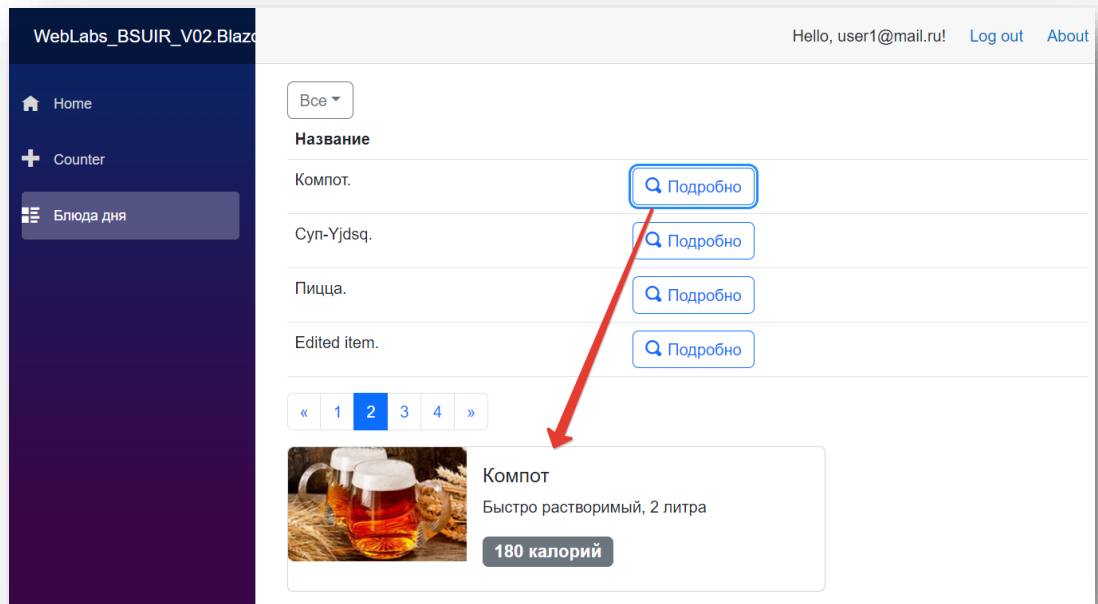 WebLabs_BSUIR_V02.Blazo
Hello, user1@mail.ru! Log out About
Home
Counter
Блюда дня
Все
Название
Компот. Подробно
Суп-Yjdsq. Подробно
Пицца. Подробно
Edited item. Подробно
« 1 2 3 4 »
Компот
Быстро растворимый, 2 литра
180 калорий